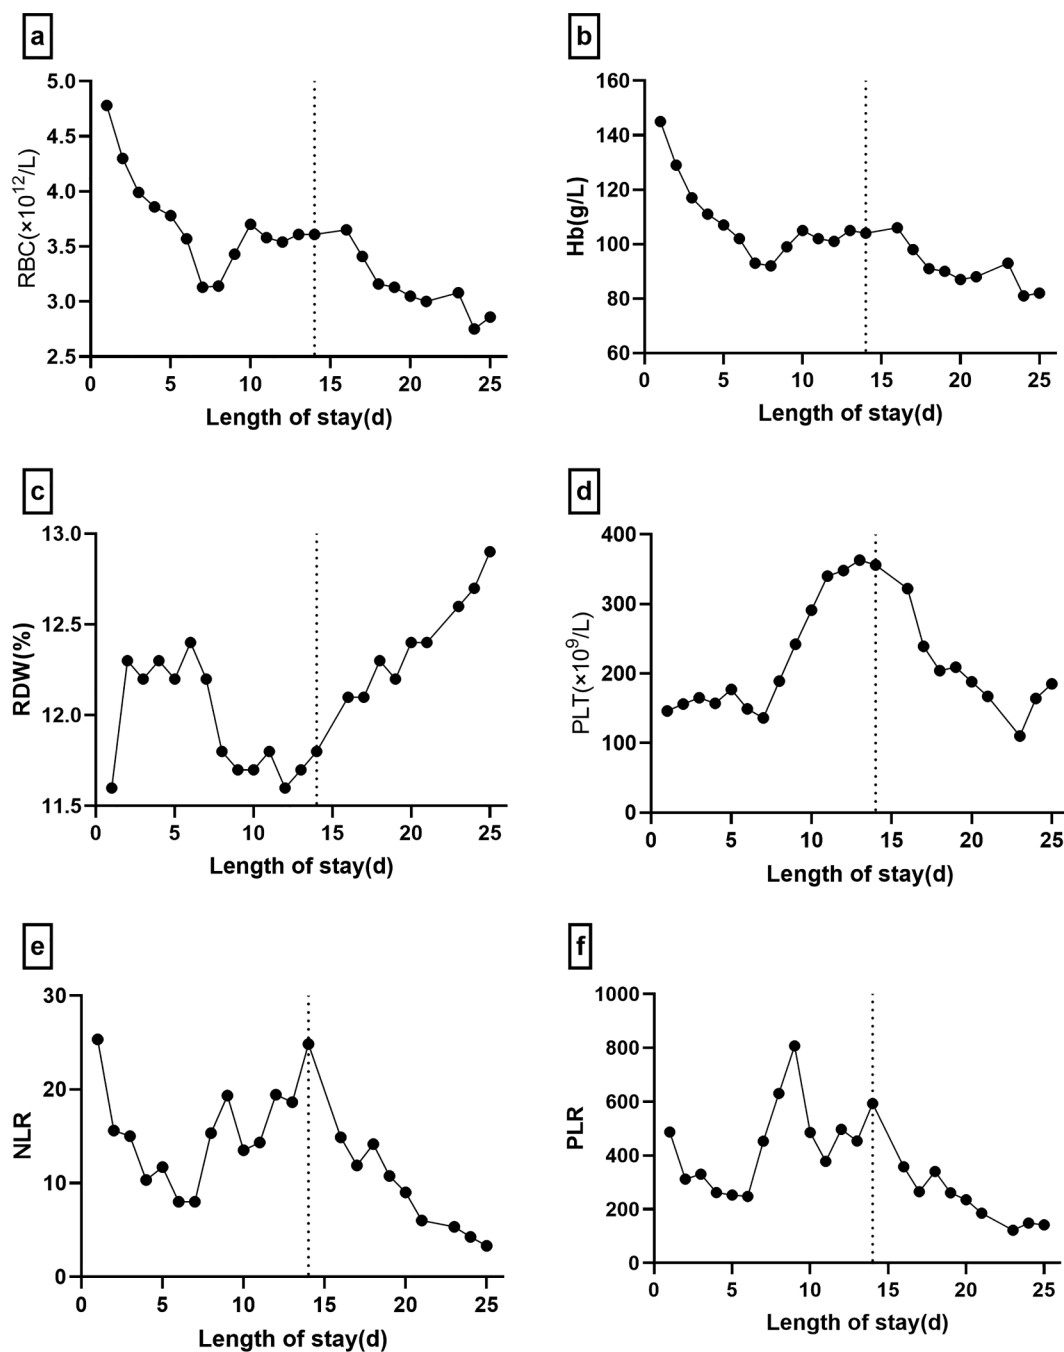 a
5.0
4.5
4.0
3.5
3.0
2.5
RBC(×10¹²/L)
0 5 10 15 20 25
Length of stay(d)
b
160
140
120
100
80
60
Hb(g/L)
0 5 10 15 20 25
Length of stay(d)
c
13.0
12.5
12.0
11.5
RDW(%)
0 5 10 15 20 25
Length of stay(d)
d
400
300
200
100
0
PLT(×10⁹/L)
0 5 10 15 20 25
Length of stay(d)
e
30
20
10
0
NLR
0 5 10 15 20 25
Length of stay(d)
f
1000
800
600
400
200
0
PLR
0 5 10 15 20 25
Length of stay(d)